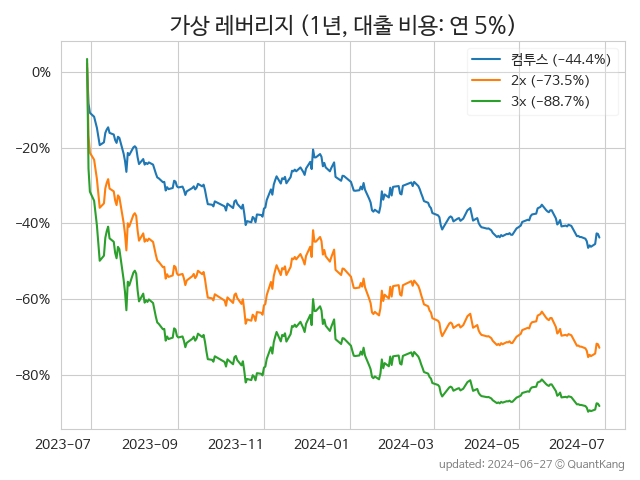 가상 레버리지 (1년, 대출 비용: 연 5%)
컴투스 (−44.4%)
2x (−73.5%)
3x (−88.7%)
0%
−20%
−40%
−60%
−80%
2023-07 2023-09 2023-11 2024-01 2024-03 2024-05 2024-07
updated: 2024-06-27 © QuantKang